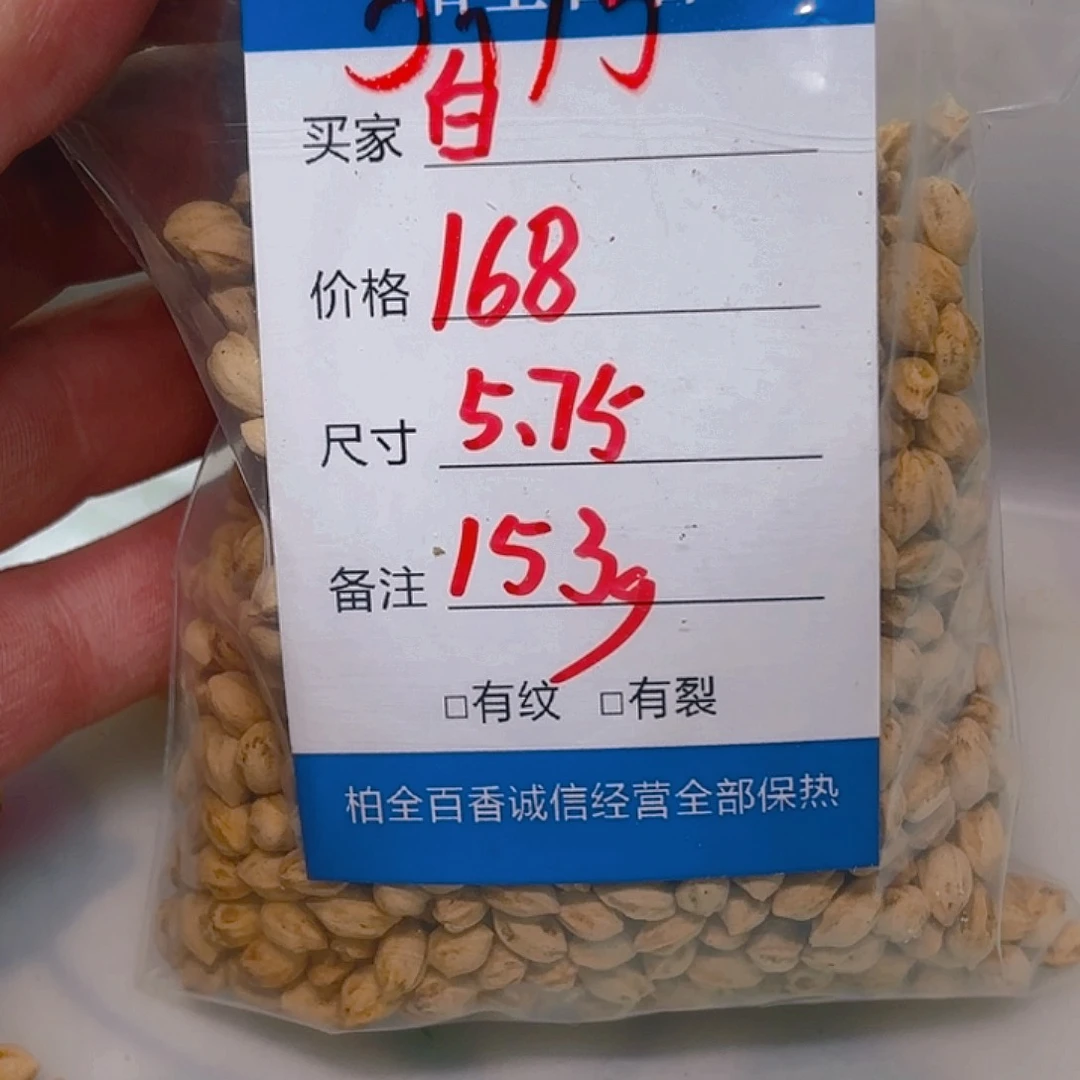 买家 白
价格 168
尺寸 5.75
备注 153g
□有纹 □有裂
柏全百香诚信经营全部保热